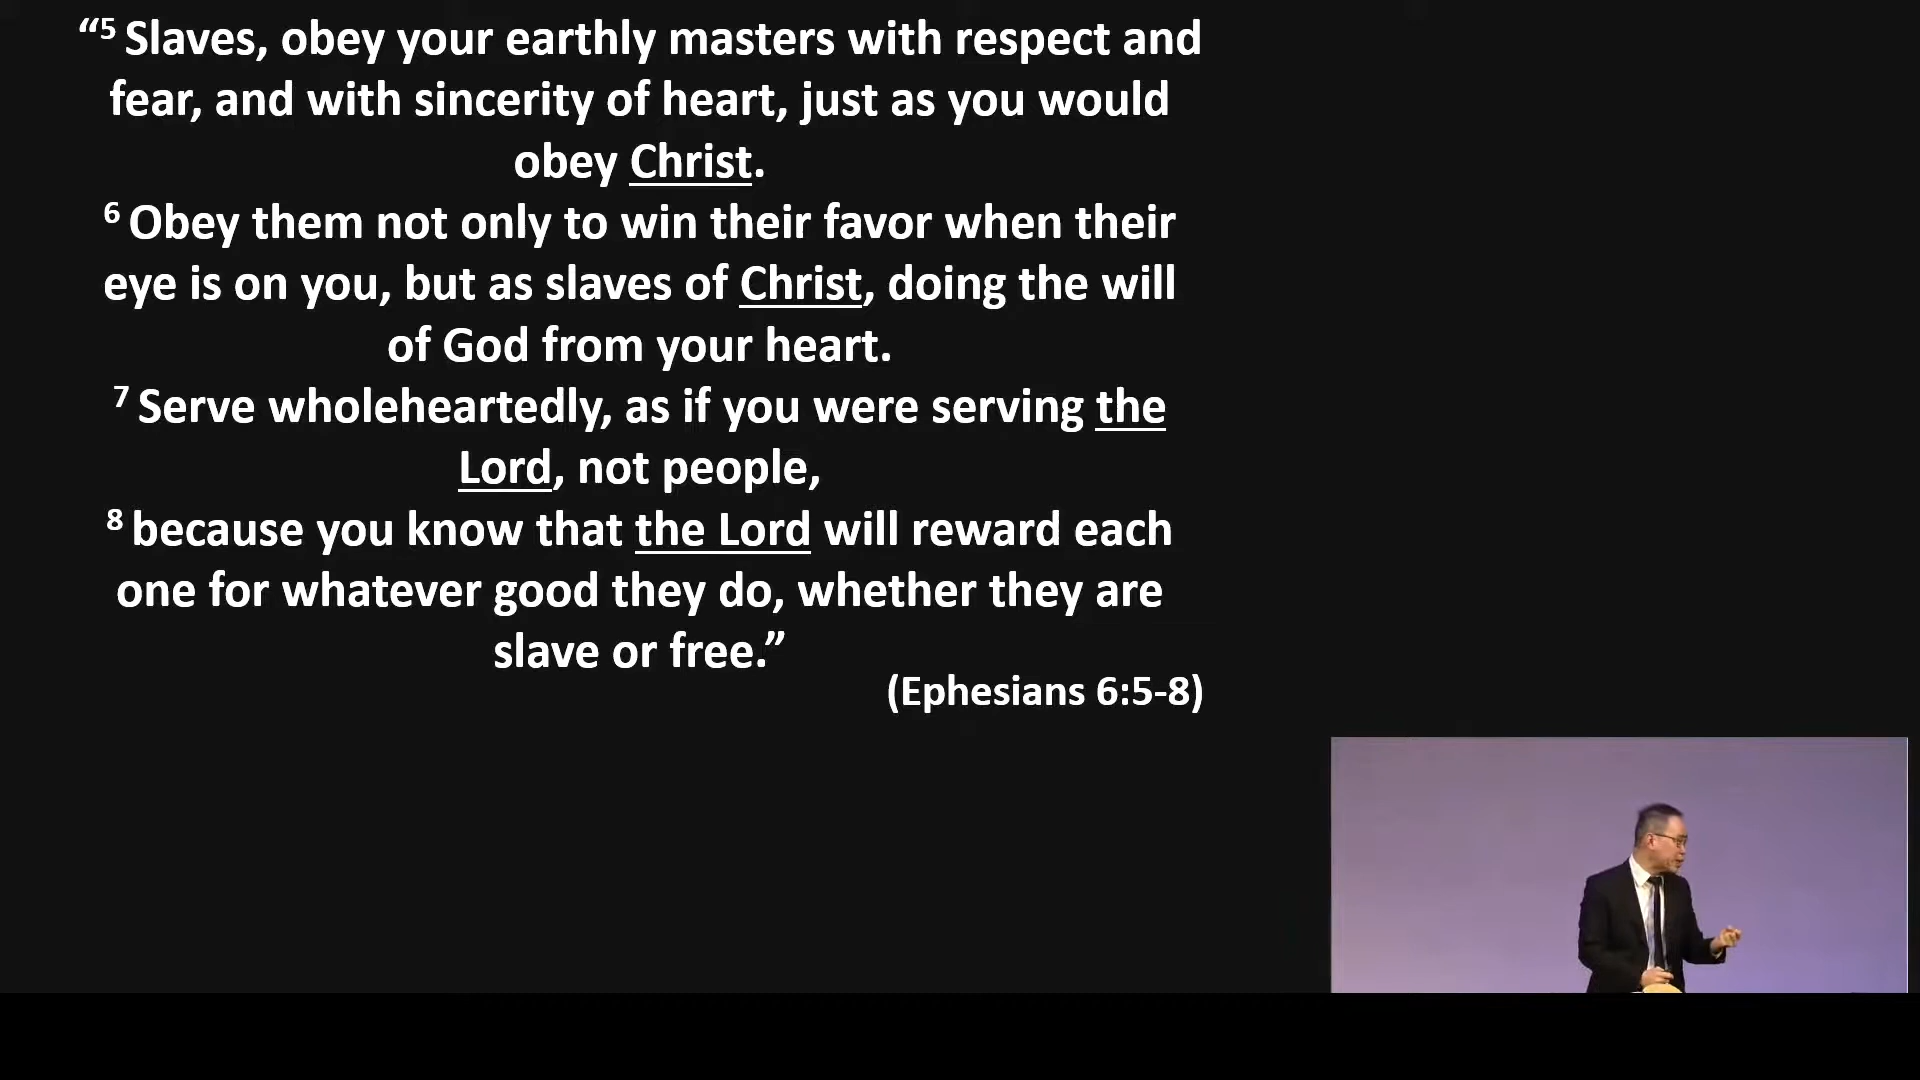 “⁵ Slaves, obey your earthly masters with respect and
fear, and with sincerity of heart, just as you would
obey Christ.
⁶ Obey them not only to win their favor when their
eye is on you, but as slaves of Christ, doing the will
of God from your heart.
⁷ Serve wholeheartedly, as if you were serving the
Lord, not people,
⁸ because you know that the Lord will reward each
one for whatever good they do, whether they are
slave or free.”
(Ephesians 6:5-8)